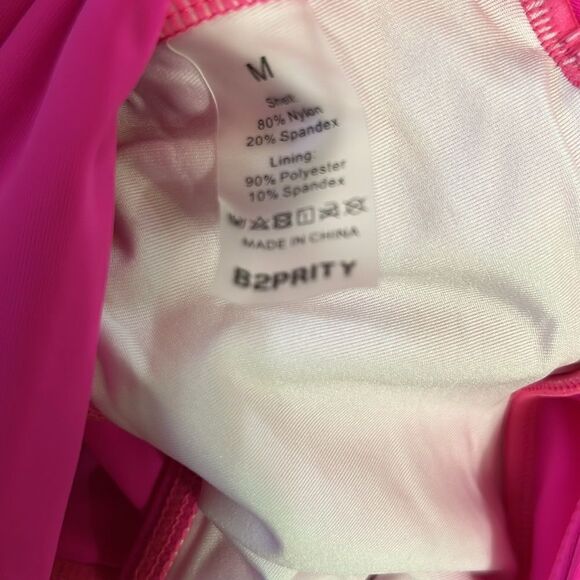 M
Shell:
80% Nylon
20% Spandex
Lining:
90% Polyester
10% Spandex
MADE IN CHINA
B2PRITY